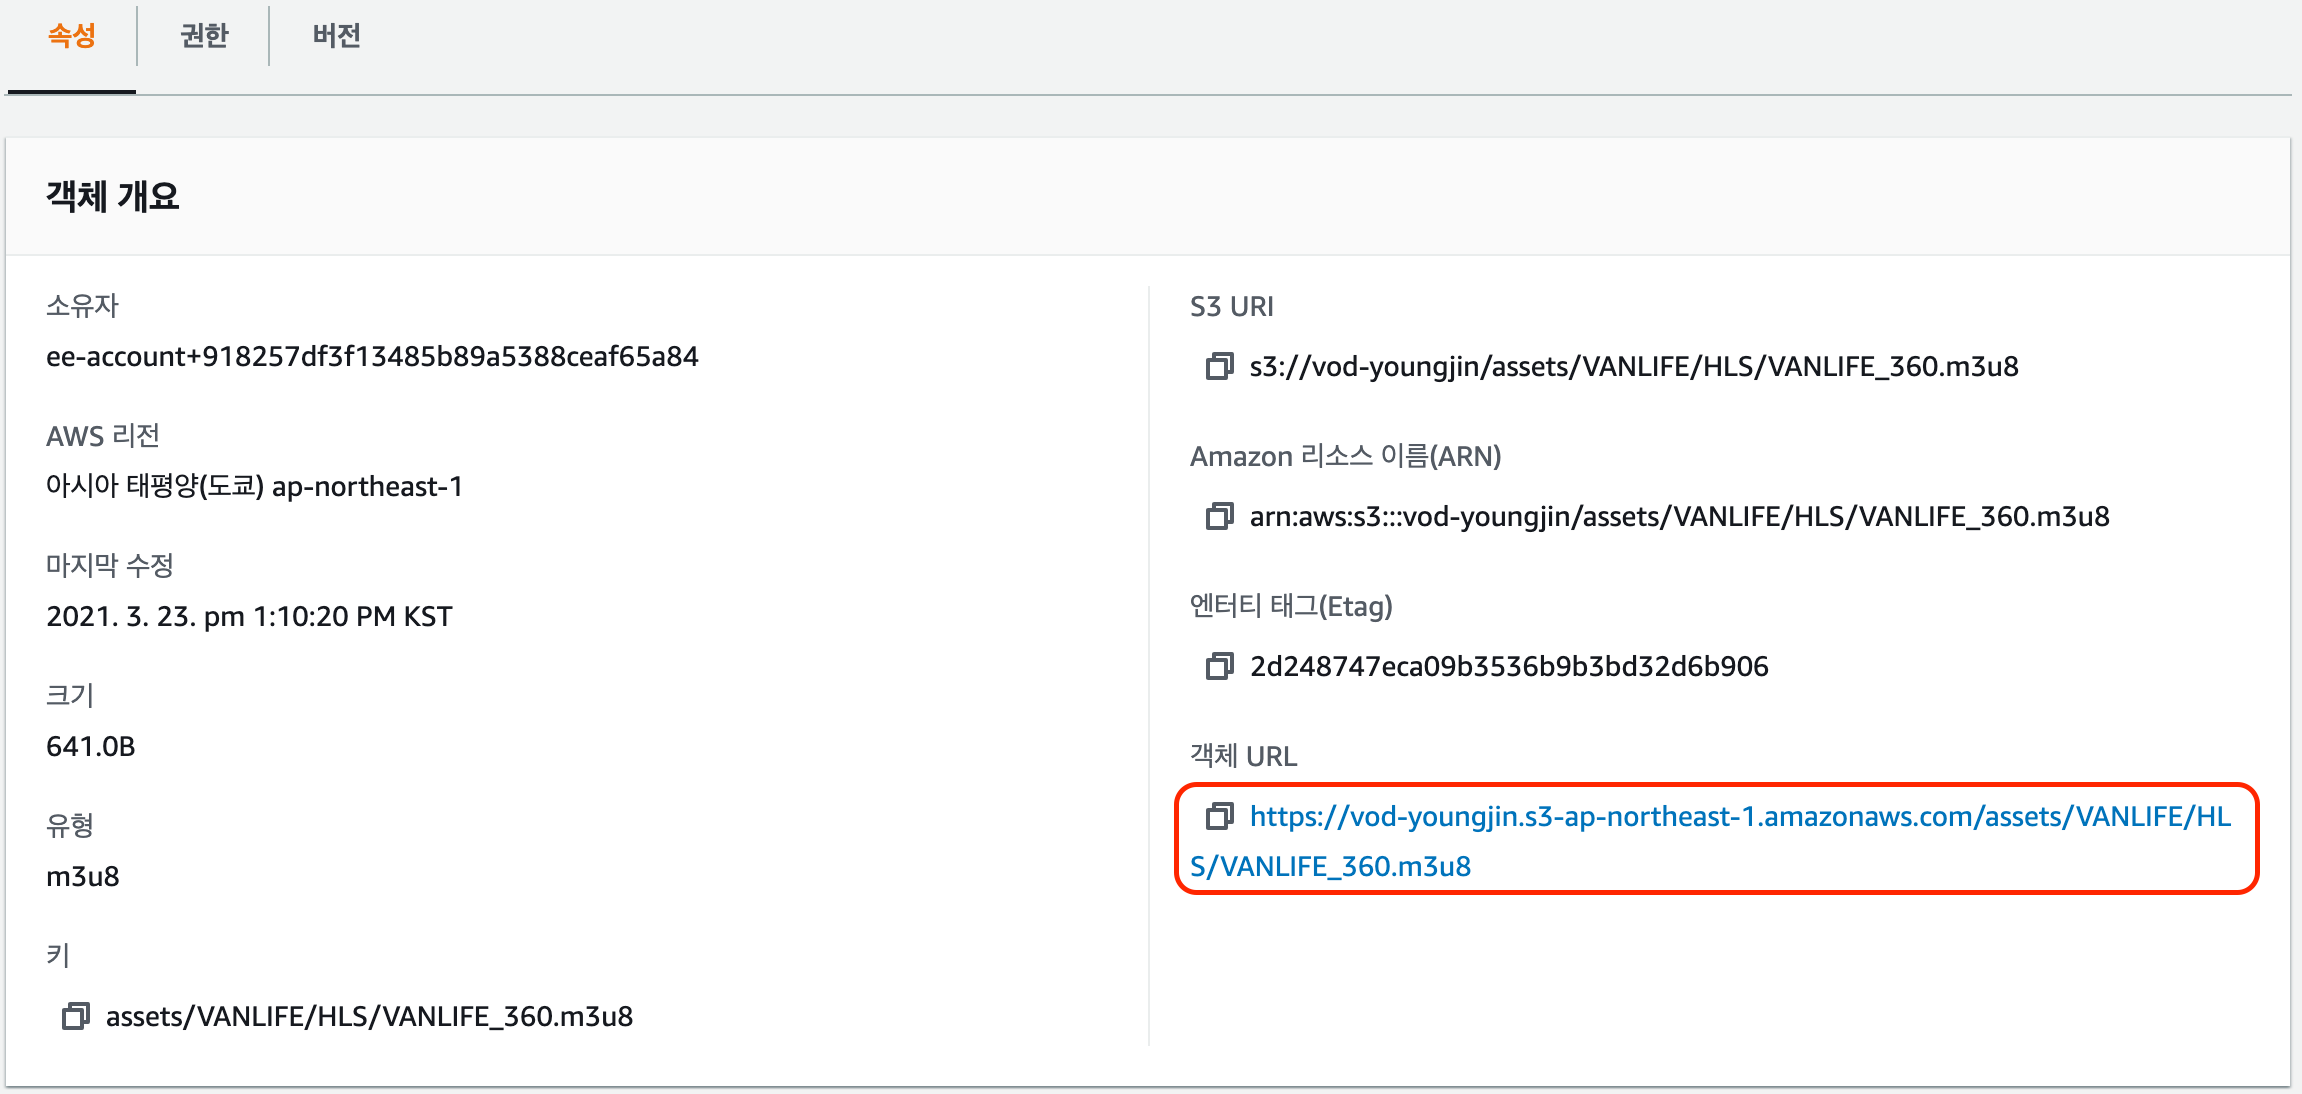 속성
권한
버전
객체 개요
소유자
ee-account+918257df3f13485b89a5388ceaf65a84
AWS 리전
아시아 태평양(도쿄) ap-northeast-1
마지막 수정
2021. 3. 23. pm 1:10:20 PM KST
크기
641.0B
유형
m3u8
키
assets/VANLIFE/HLS/VANLIFE_360.m3u8
S3 URI
s3://vod-youngjin/assets/VANLIFE/HLS/VANLIFE_360.m3u8
Amazon 리소스 이름(ARN)
arn:aws:s3:::vod-youngjin/assets/VANLIFE/HLS/VANLIFE_360.m3u8
엔터티 태그(Etag)
2d248747eca09b3536b9b3bd32d6b906
객체 URL
https://vod-youngjin.s3-ap-northeast-1.amazonaws.com/assets/VANLIFE/HL
S/VANLIFE_360.m3u8